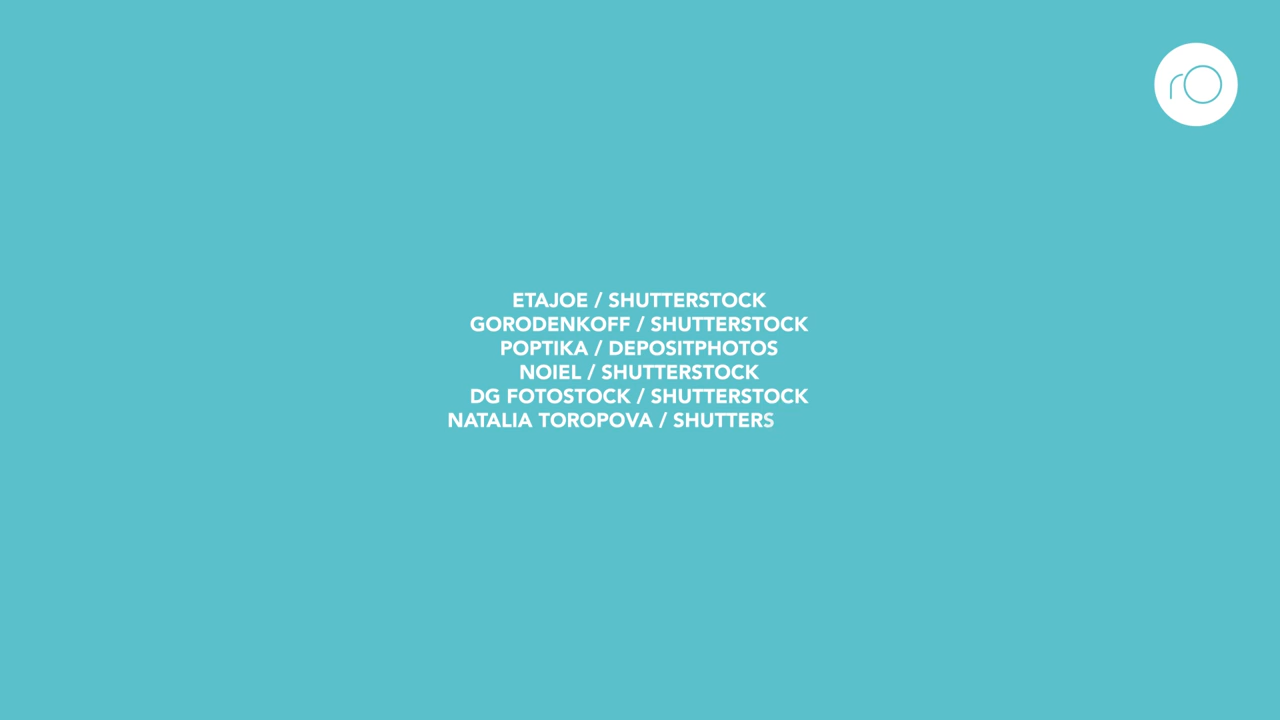 rO
ETAJOE / SHUTTERSTOCK
GORODENKOFF / SHUTTERSTOCK
POPTIKA / DEPOSITPHOTOS
NOIEL / SHUTTERSTOCK
DG FOTOSTOCK / SHUTTERSTOCK
NATALIA TOROPOVA / SHUTTERS